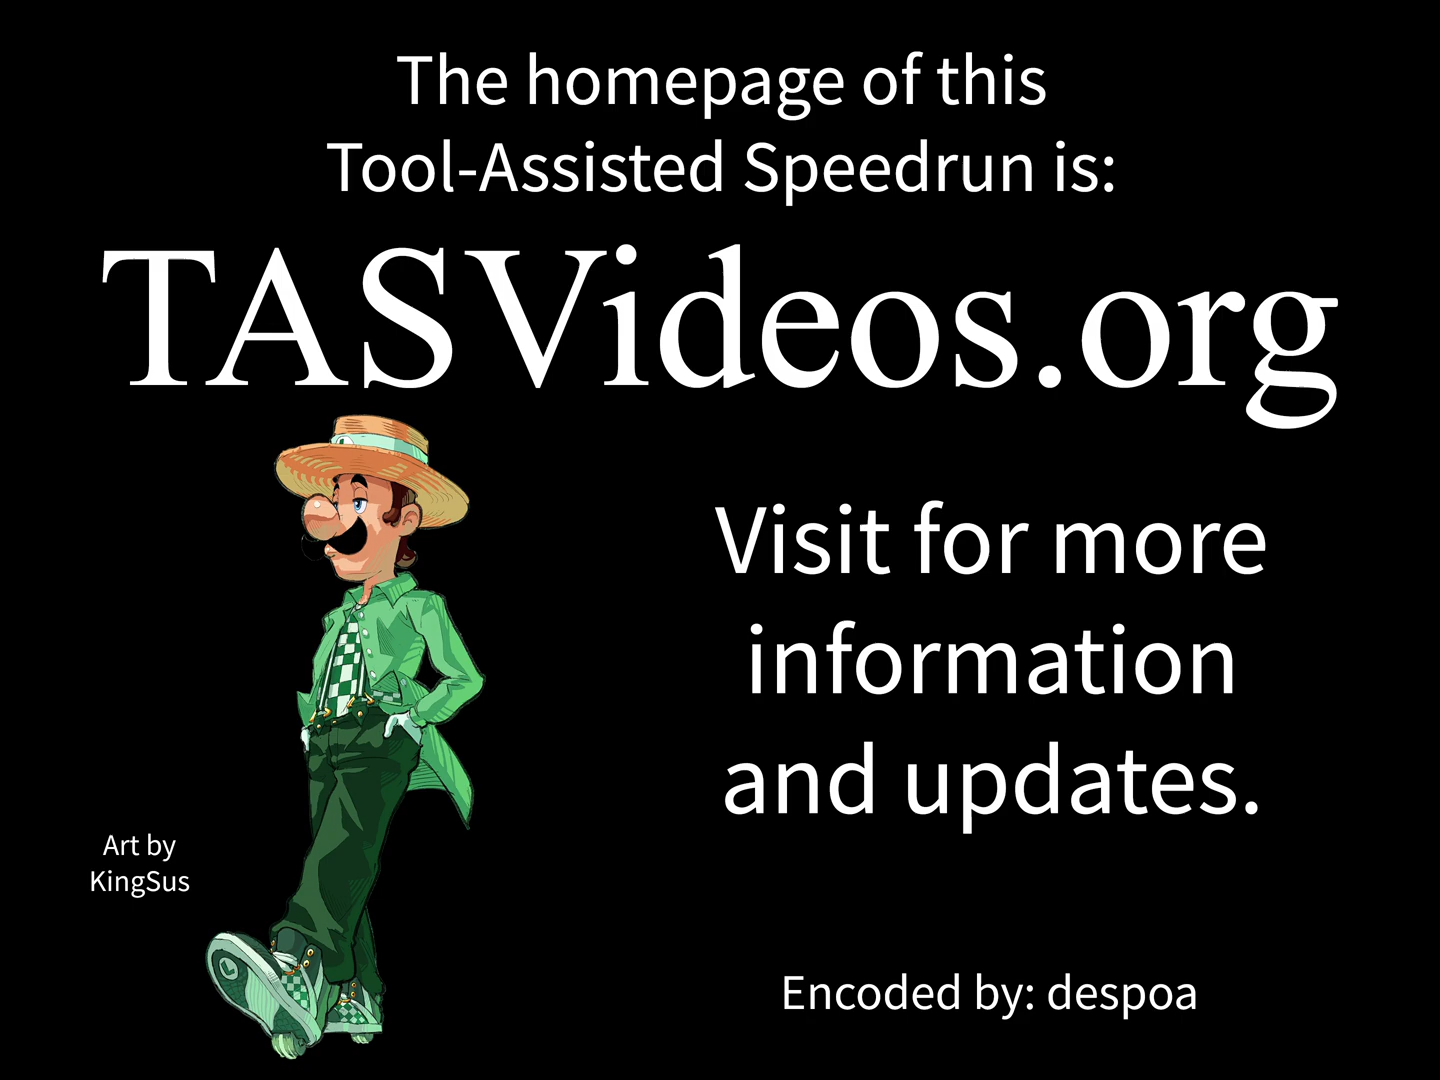 The homepage of this
Tool-Assisted Speedrun is:
TASVideos.org
Visit for more
information
and updates.
Art by
KingSus
Encoded by: despoa